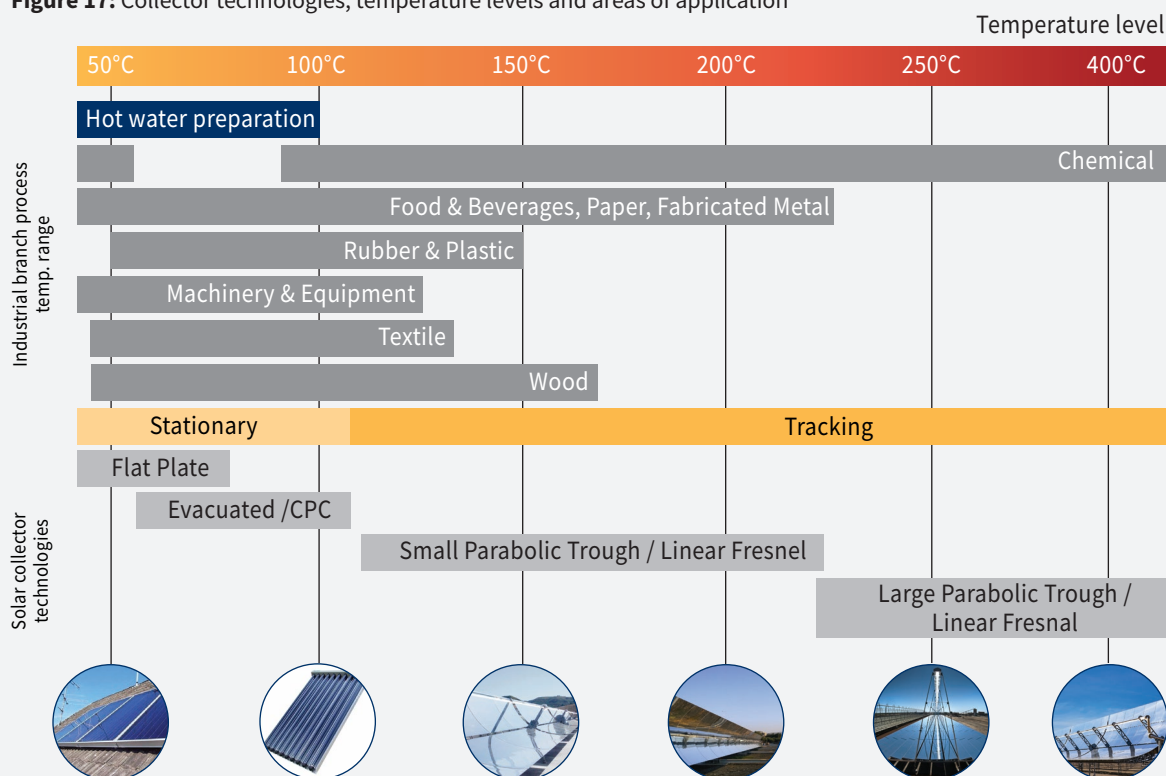 Figure 17: Collector technologies, temperature levels and areas of application
Temperature level
50°C 100°C 150°C 200°C 250°C 400°C
Industrial branch process
temp. range
Hot water preparation
Chemical
Food & Beverages, Paper, Fabricated Metal
Rubber & Plastic
Machinery & Equipment
Textile
Wood
Stationary Tracking
Solar collector
technologies
Flat Plate
Evacuated /CPC
Small Parabolic Trough / Linear Fresnel
Large Parabolic Trough /
Linear Fresnal